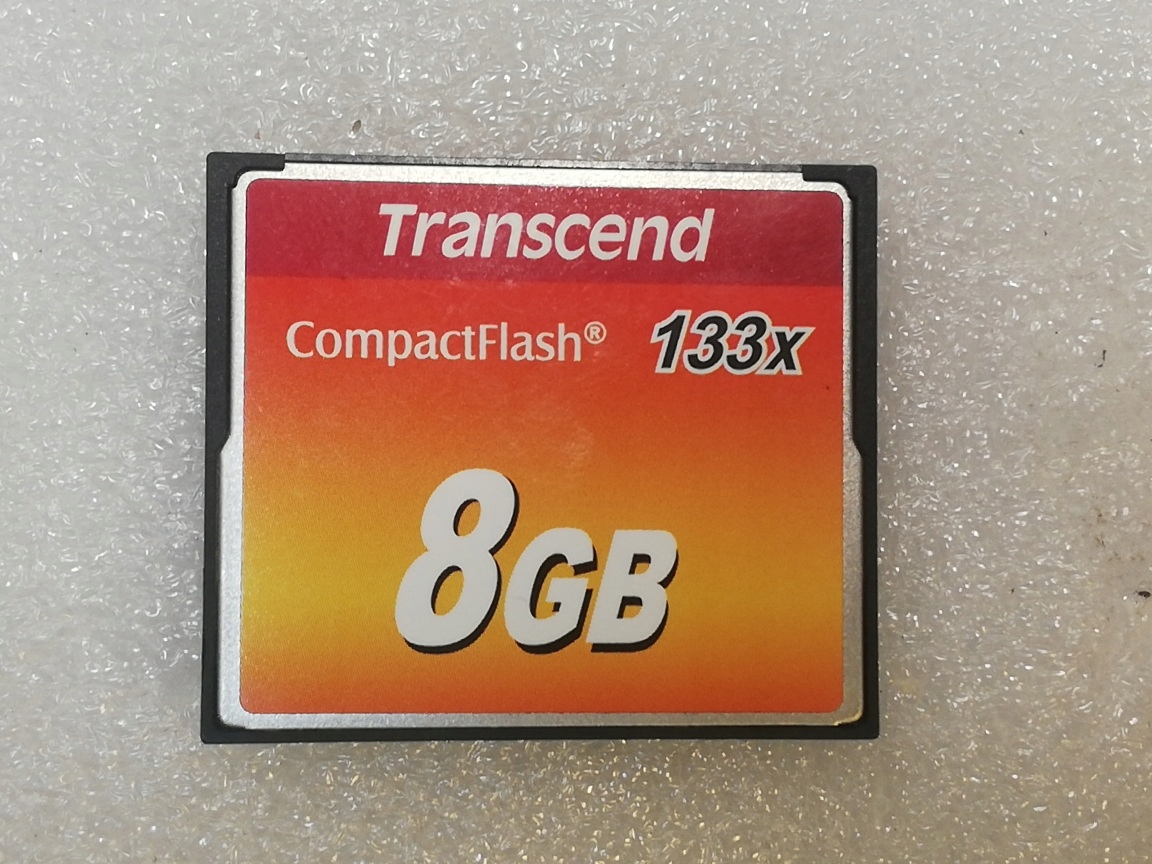 Transcend
CompactFlash® 133x
8GB